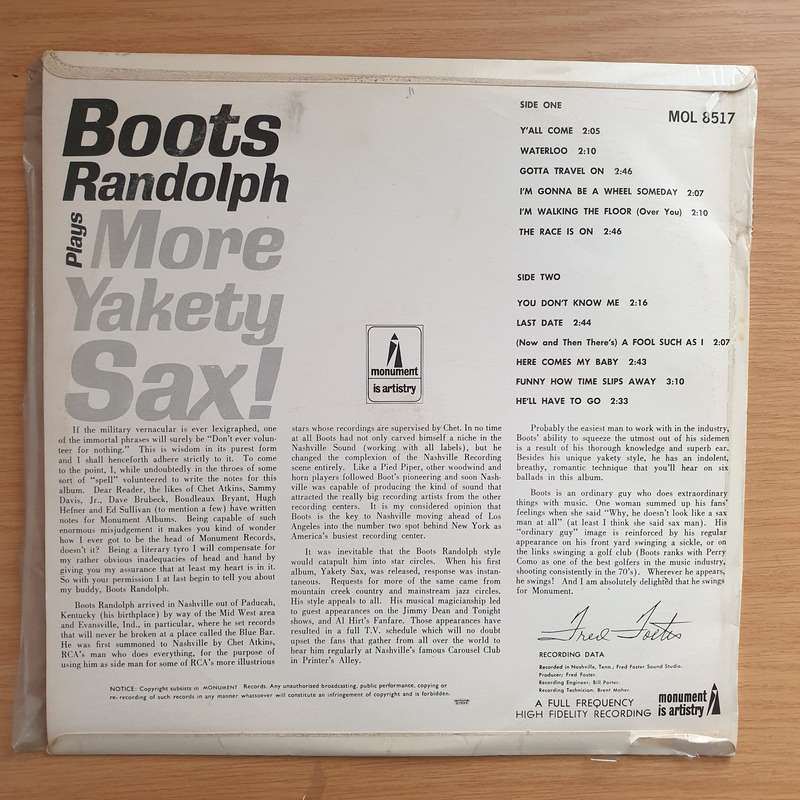 Boots
Randolph
Plays
More
Yakety
Sax!
monument
is artistry
SIDE ONE
MOL 8517
Y'ALL COME 2:05
WATERLOO 2:10
GOTTA TRAVEL ON 2:46
I'M GONNA BE A WHEEL SOMEDAY 2:07
I'M WALKING THE FLOOR (Over You) 2:10
THE RACE IS ON 2:46
SIDE TWO
YOU DON'T KNOW ME 2:16
LAST DATE 2:44
(Now and Then There's) A FOOL SUCH AS I 2:07
HERE COMES MY BABY 2:43
FUNNY HOW TIME SLIPS AWAY 3:10
HE'LL HAVE TO GO 2:33
If the military vernacular is ever lexigraphed, one
of the immortal phrases will surely be "Don't ever volun-
teer for nothing." This is wisdom in its purest form
and I shall henceforth adhere strictly to it. To come
to the point, I, while undoubtedly in the throes of some
sort of "spell" volunteered to write the notes for this
album. Dear Reader, the likes of Chet Atkins, Sammy
Davis, Jr., Dave Brubeck, Bondleaux Bryant, Hugh
Hefner and Ed Sullivan (to mention a few) have written
notes for Monument Albums. Being capable of such
enormous misjudgement it makes you kind of wonder
how I ever got to be the head of Monument Records,
doesn't it? Being a literary tyro I will compensate for
my rather obvious inadequacies of head and hand by
giving you my assurance that at least my heart is in it.
So with your permission I at last begin to tell you about
my buddy, Boots Randolph.
Boots Randolph arrived in Nashville out of Paducah,
Kentucky (his birthplace) by way of the Mid West area
and Evansville, Ind., in particular, where he set records
that will never be broken at a place called the Blue Bar.
He was first summoned to Nashville by Chet Atkins,
RCA's man who does everything, for the purpose of
using him as side man for some of RCA's more illustrious
stars whose recordings are supervised by Chet. In no time
at all Boots had not only carved himself a niche in the
Nashville Sound (working with all labels), but he
changed the complexion of the Nashville Recording
scene entirely. Like a Pied Piper, other woodwind and
horn players followed Boot's pioneering and soon Nash-
ville was capable of producing the kind of sound that
attracted the really big recording artists from the other
recording centers. It is my considered opinion that
Boots is the key to Nashville moving ahead of Los
Angeles into the number two spot behind New York as
America's busiest recording center.
It was inevitable that the Boots Randolph style
would catapult him into star circles. When his first
album, Yakety Sax, was released, response was instan-
taneous. Requests for more of the same came from
mountain creek country and mainstream jazz circles.
His style appeals to all. His musical magicianship led
to guest appearances on the Jimmy Dean and Tonight
shows, and Al Hirt's Fanfare. Those appearances have
resulted in a full T.V. schedule which will no doubt
upset the fans that gather from all over the world to
hear him regularly at Nashville's famous Carousel Club
in Printer's Alley.
Probably the easiest man to work with in the industry,
Boots' ability to squeeze the utmost out of his sidemen
is a result of his thorough knowledge and superb ear.
Besides his unique yakety style, he has an indolent,
breathy, romantic technique that you'll hear on six
ballads in this album.
Boots is an ordinary guy who does extraordinary
things with music. One woman summed up his fans'
feelings when she said "Why, he doesn't look like a sax
man at all" (at least I think she said sax man). His
"ordinary guy" image is reinforced by his regular
appearance on his front yard swinging a sickle, or on
the links swinging a golf club (Boots ranks with Perry
Como as one of the best golfers in the music industry,
shooting consistently in the 70's). Wherever he appears,
he swings! And I am absolutely delighted that he swings
for Monument.
Fred Foster
RECORDING DATA
Recorded in Nashville, Tenn.; Fred Foster Sound Studio.
Producer: Fred Foster.
Recording Engineer: Bill Porter.
Recording Technician: Brent Maher.
A FULL FREQUENCY
HIGH FIDELITY RECORDING
monument
is artistry
NOTICE: Copyright subsists in MONUMENT Records. Any unauthorized broadcasting, public performance, copying or
re-recording of such records in any manner whatsoever will constitute an infringement of copyright and is forbidden.